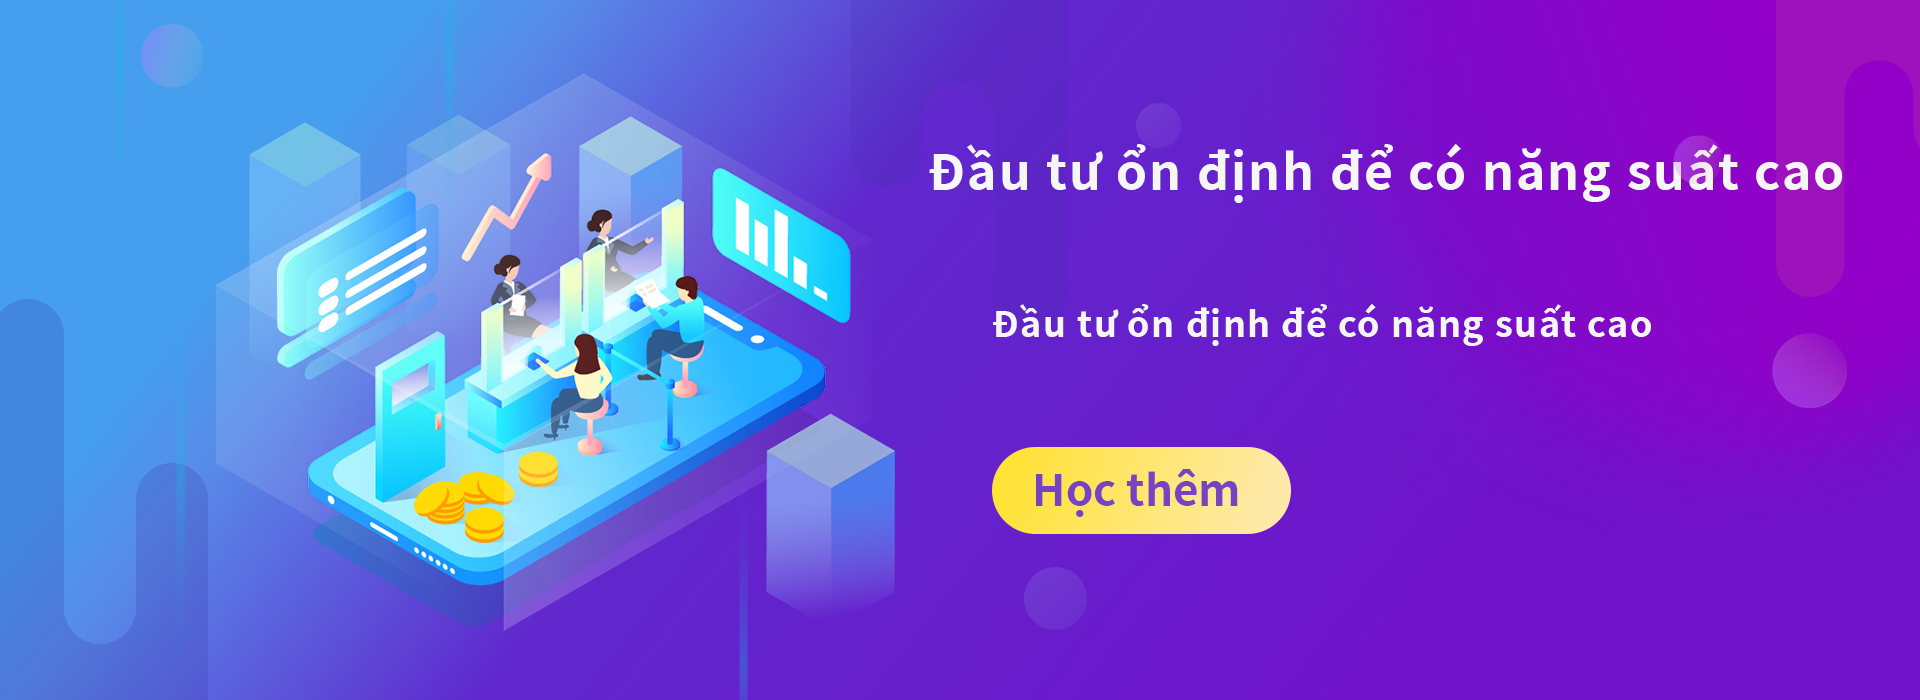 Đầu tư ổn định để có năng suất cao
Đầu tư ổn định để có năng suất cao
Học thêm